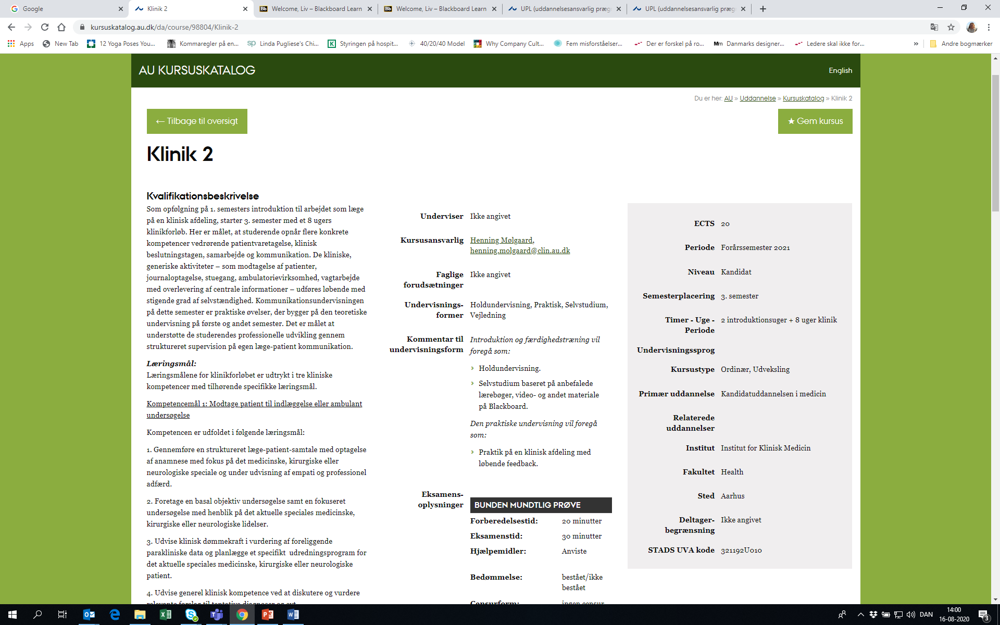 Google
Klinik 2
Welcome, Liv – Blackboard Learn
Welcome, Liv – Blackboard Learn
UPL (uddannelsesansvarlig præg
UPL (uddannelsesansvarlig præg
kursuskatalog.au.dk/da/course/98804/Klinik-2
Apps
New Tab
12 Yoga Poses You...
Kommaregler på en...
Linda Pugliese's Chi...
Styringen på hospit...
40/20/40 Model
Why Company Cult...
Fem misforståelser...
Der er forskel på ro...
Danmarks designer...
Ledere skal ikke for...
»
Andre bogmærker
AU KURSUSKATALOG
English
Du er her: AU » Uddannelse » Kursuskatalog » Klinik 2
← Tilbage til oversigt
★ Gem kursus
Klinik 2
Kvalifikationsbeskrivelse
Som opfølgning på 1. semesters introduktion til arbejdet som læge
på en klinisk afdeling, starter 3. semester med et 8 ugers
klinikforløb. Her er målet, at studerende opnår flere konkrete
kompetencer vedrørende patientvaretagelse, klinisk
beslutningstagen, samarbejde og kommunikation. De kliniske,
generiske aktiviteter – som modtagelse af patienter,
journaloptagelse, stuegang, ambulatorievirksomhed, vagtarbejde
med overlevering af centrale informationer – udføres løbende med
stigende grad af selvstændighed. Kommunikationsundervisningen
på dette semester er praktiske øvelser, der bygger på den teoretiske
undervisning på første og andet semester. Det er målet at
understøtte de studerendes professionelle udvikling gennem
struktureret supervision på egen læge-patient kommunikation.
Læringsmål:
Læringsmålene for klinikforløbet er udtrykt i tre kliniske
kompetencer med tilhørende specifikke læringsmål.
Kompetencemål 1: Modtage patient til indlæggelse eller ambulant
undersøgelse
Kompetencen er udfoldet i følgende læringsmål:
1. Gennemføre en struktureret læge-patient-samtale med optagelse
af anamnese med fokus på det medicinske, kirurgiske eller
neurologiske speciale og under udvisning af empati og professionel
adfærd.
2. Foretage en basal objektiv undersøgelse samt en fokuseret
undersøgelse med henblik på det aktuelle speciales medicinske,
kirurgiske eller neurologiske lidelser.
3. Udvise klinisk dømmekraft i vurdering af foreliggende
parakliniske data og planlægge et specifikt udredningsprogram for
det aktuelle speciales medicinske, kirurgiske eller neurologiske
patient.
4. Udvise generel klinisk kompetence ved at diskutere og vurdere
relevante forslag til tentative diagnoser og evt.
Underviser Ikke angivet
Kursusansvarlig Henning Mølgaard,
henning.molgaard@clin.au.dk
Faglige Ikke angivet
forudsætninger
Undervisnings- Holdundervisning, Praktisk, Selvstudium,
former Vejledning
Kommentar til Introduktion og færdighedstræning vil
undervisningsform foregå som:
Holdundervisning.
Selvstudium baseret på anbefalede
lærebøger, video- og andet materiale
på Blackboard.
Den praktiske undervisning vil foregå
som:
Praktik på en klinisk afdeling med
løbende feedback.
Eksamens-
oplysninger
BUNDEN MUNDTLIG PRØVE
Forberedelsestid: 20 minutter
Eksamenstid: 30 minutter
Hjælpemidler: Anviste
Bedømmelse: bestået/ikke
bestået
Censurform: ingen censur
ECTS 20
Periode Forårssemester 2021
Niveau Kandidat
Semesterplacering 3. semester
Timer - Uge - 2 introduktionsuger + 8 uger klinik
Periode
Undervisningssprog
Kursustype Ordinær, Udveksling
Primær uddannelse Kandidatuddannelsen i medicin
Relaterede
uddannelser
Institut Institut for Klinisk Medicin
Fakultet Health
Sted Aarhus
Deltager- Ikke angivet
begrænsning
STADS UVA kode 321192U010
DAN
14:00
16-08-2020
3